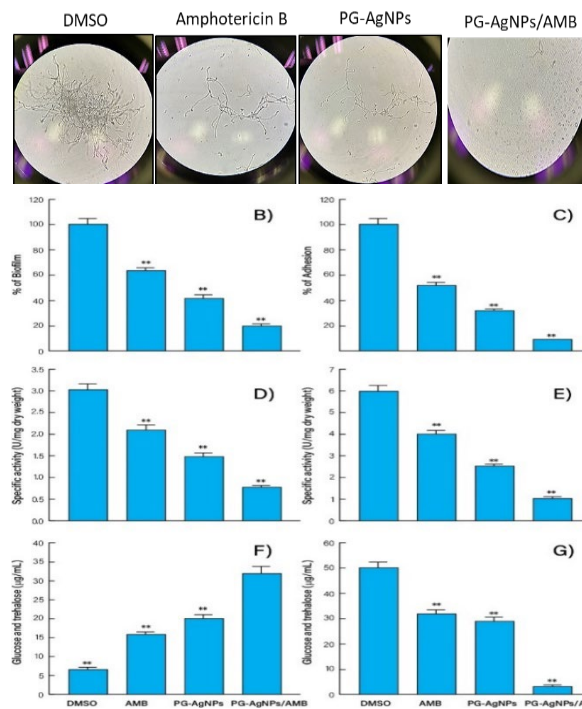 DMSO
Amphotericin B
PG-AgNPs
PG-AgNPs/AMB
B)
% of Biofilm
120
100
80
60
40
20
0
**
**
**
C)
% of Adhesion
120
100
80
60
40
20
0
**
**
**
D)
Specific activity (U/mg dry weight)
3.5
3.0
2.5
2.0
1.5
1.0
0.5
0.0
**
**
**
E)
Specific activity (U/mg dry weight)
7
6
5
4
3
2
1
0
**
**
**
F)
Glucose and trehalose (µg/mL)
35
30
25
20
15
10
5
0
**
**
**
DMSO
AMB
PG-AgNPs
PG-AgNPs/AMB
G)
Glucose and trehalose (µg/mL)
60
50
40
30
20
10
0
**
**
**
DMSO
AMB
PG-AgNPs
PG-AgNPs/A